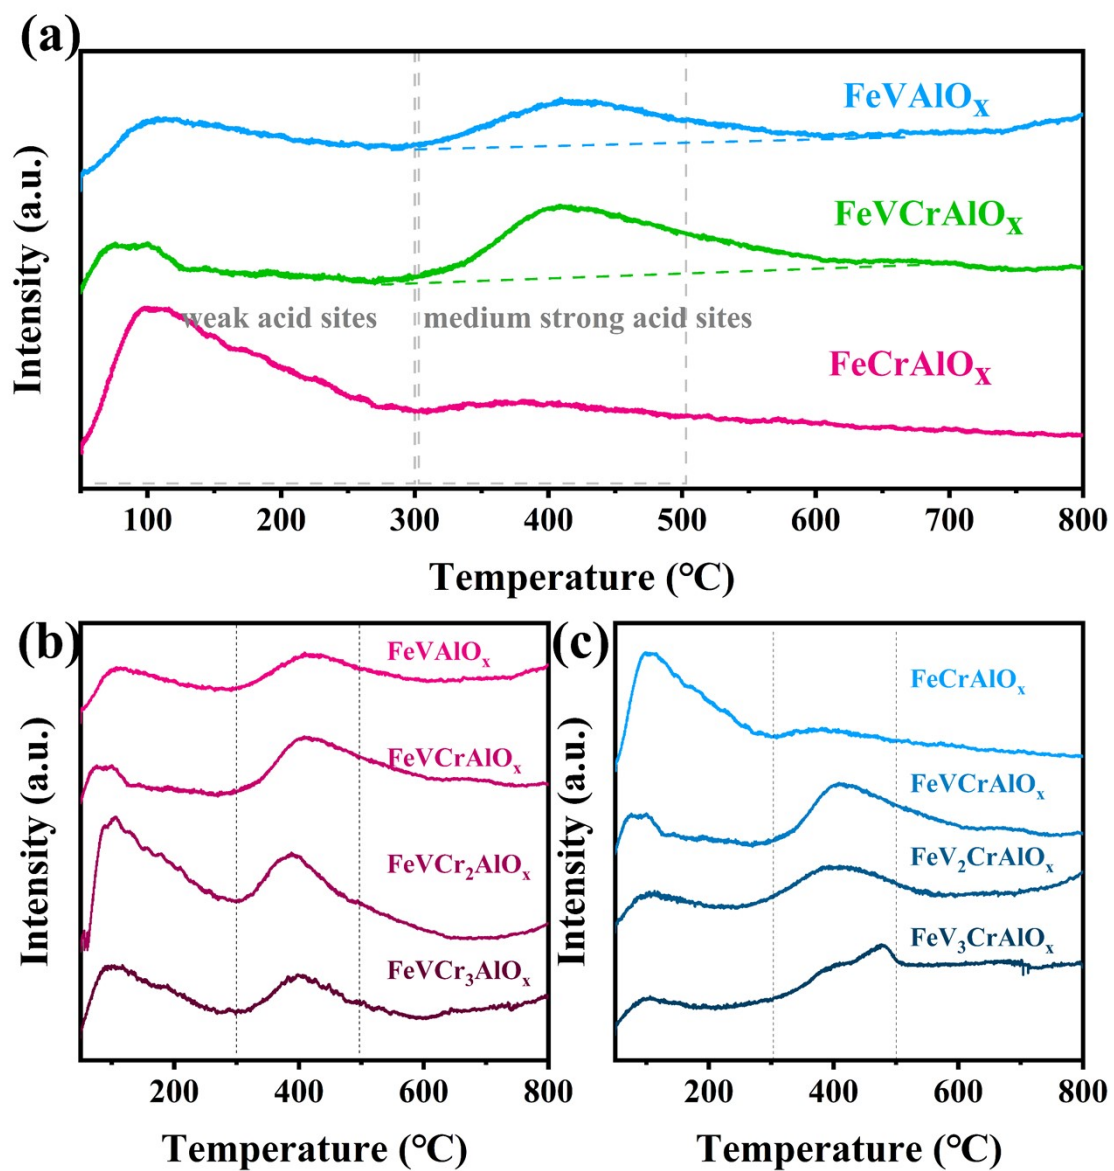 (a)
FeVAlOx
FeVCrAlOx
weak acid sites
medium strong acid sites
FeCrAlOx
Intensity (a.u.)
100 200 300 400 500 600 700 800
Temperature (°C)
(b)
FeVAlOx
FeVCrAlOx
FeVCr2AlOx
FeVCr3AlOx
Intensity (a.u.)
200 400 600 800
Temperature (°C)
(c)
FeCrAlOx
FeVCrAlOx
FeV2CrAlOx
FeV3CrAlOx
Intensity (a.u.)
200 400 600 800
Temperature (°C)